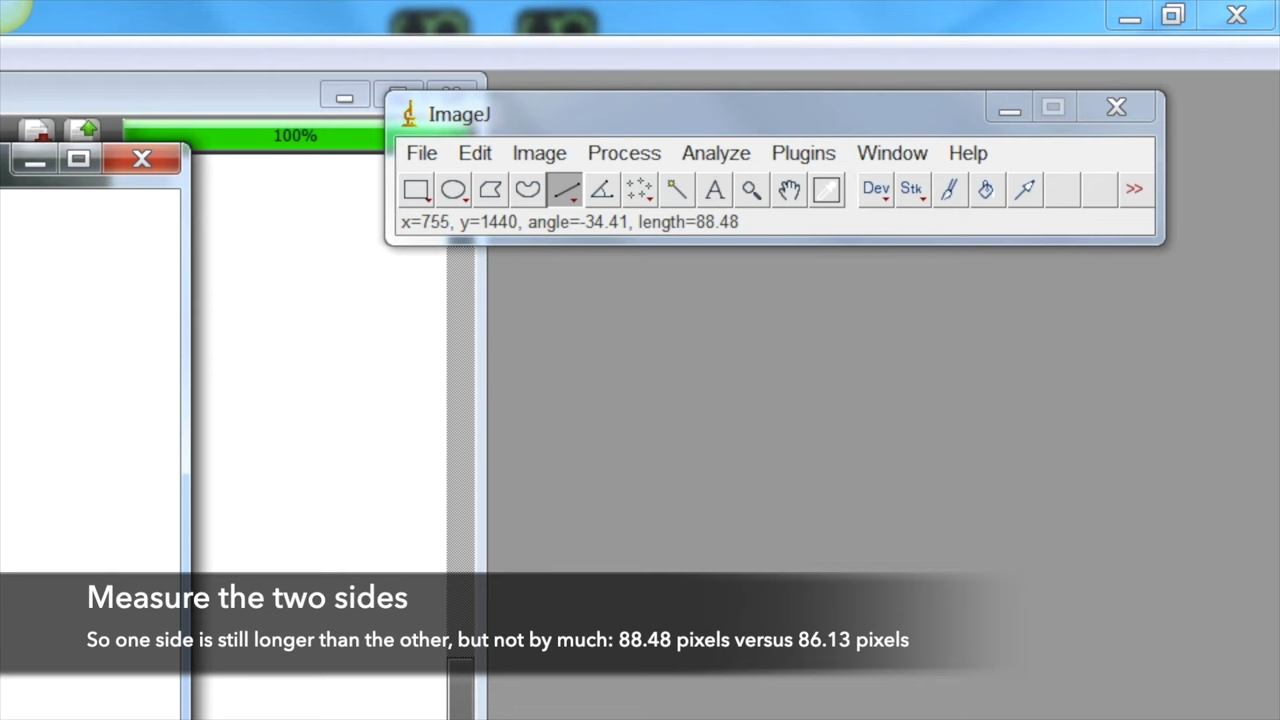 100%
ImageJ
File Edit Image Process Analyze Plugins Window Help
A Dev Stk >>
x=755, y=1440, angle=-34.41, length=88.48
Measure the two sides
So one side is still longer than the other, but not by much: 88.48 pixels versus 86.13 pixels